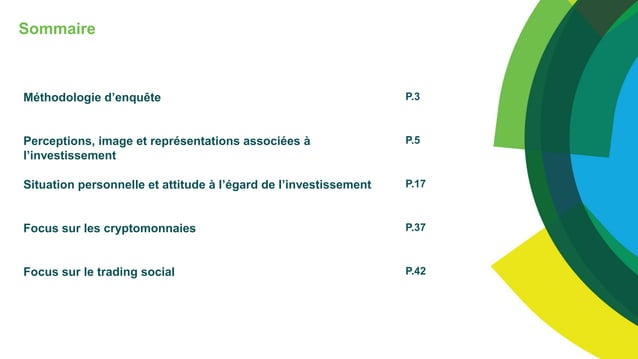 Sommaire
Méthodologie d’enquête P.3
Perceptions, image et représentations associées à P.5
l’investissement
Situation personnelle et attitude à l’égard de l’investissement P.17
Focus sur les cryptomonnaies P.37
Focus sur le trading social P.42